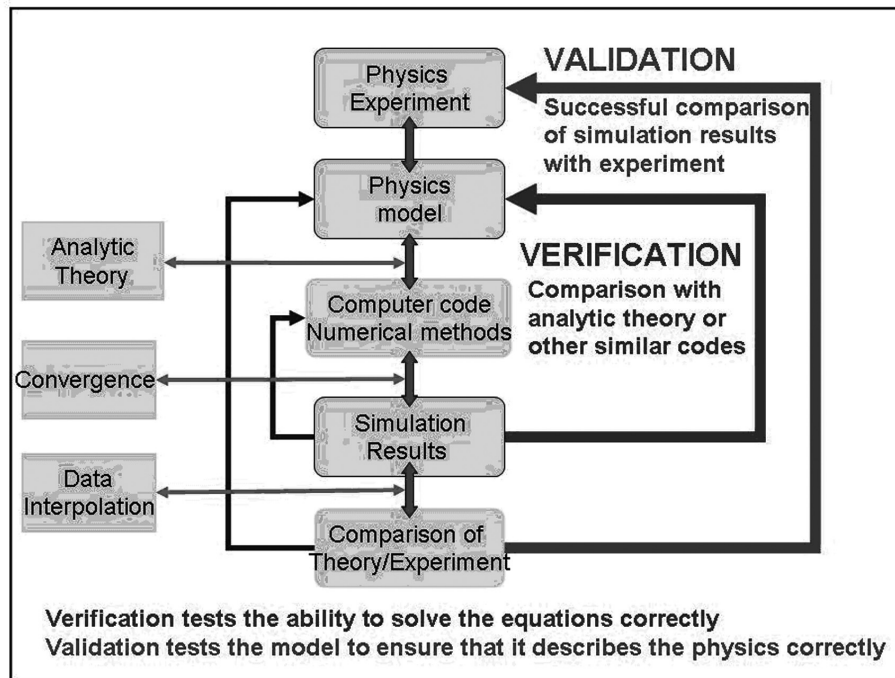 Physics
Experiment
VALIDATION
Successful comparison
of simulation results
with experiment
Physics
model
Analytic
Theory
VERIFICATION
Comparison with
analytic theory or
other similar codes
Computer code
Numerical methods
Convergence
Simulation
Results
Data
Interpolation
Comparison of
Theory/Experiment
Verification tests the ability to solve the equations correctly
Validation tests the model to ensure that it describes the physics correctly